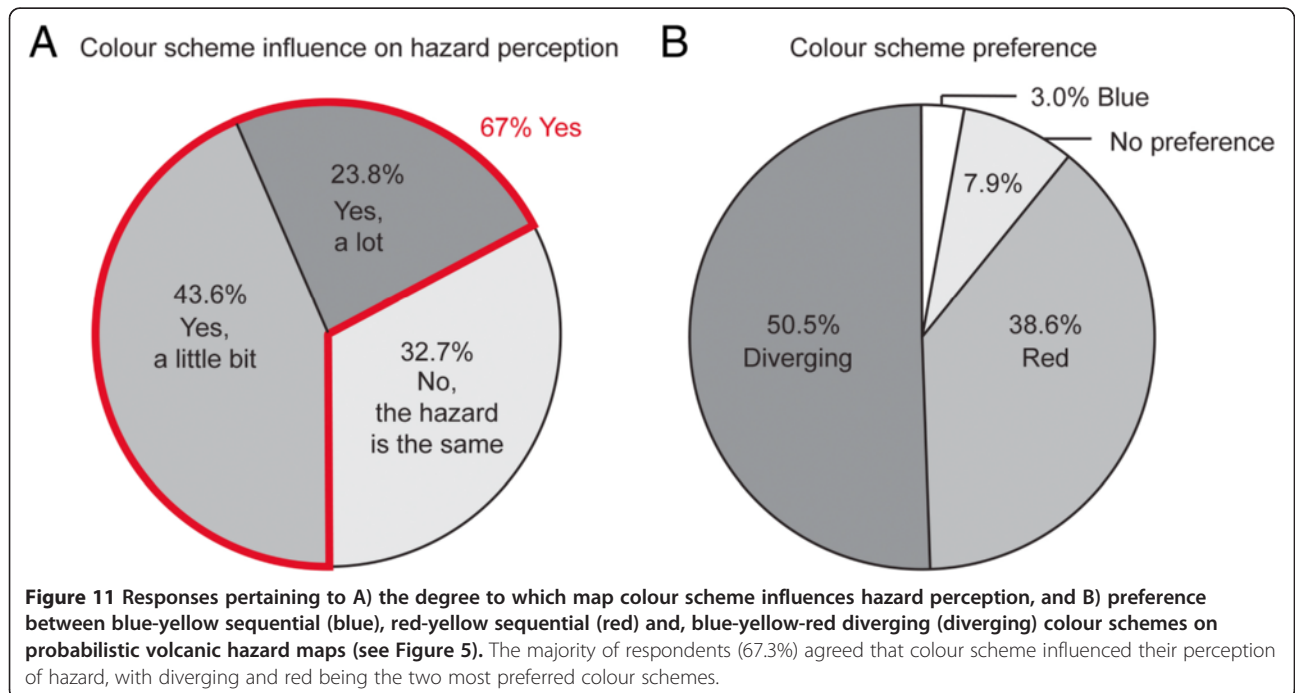 A Colour scheme influence on hazard perception
67% Yes
23.8%
Yes,
a lot
43.6%
Yes,
a little bit
32.7%
No,
the hazard
is the same
B Colour scheme preference
3.0% Blue
No preference
7.9%
50.5%
Diverging
38.6%
Red
Figure 11 Responses pertaining to A) the degree to which map colour scheme influences hazard perception, and B) preference
between blue-yellow sequential (blue), red-yellow sequential (red) and, blue-yellow-red diverging (diverging) colour schemes on
probabilistic volcanic hazard maps (see Figure 5). The majority of respondents (67.3%) agreed that colour scheme influenced their perception
of hazard, with diverging and red being the two most preferred colour schemes.